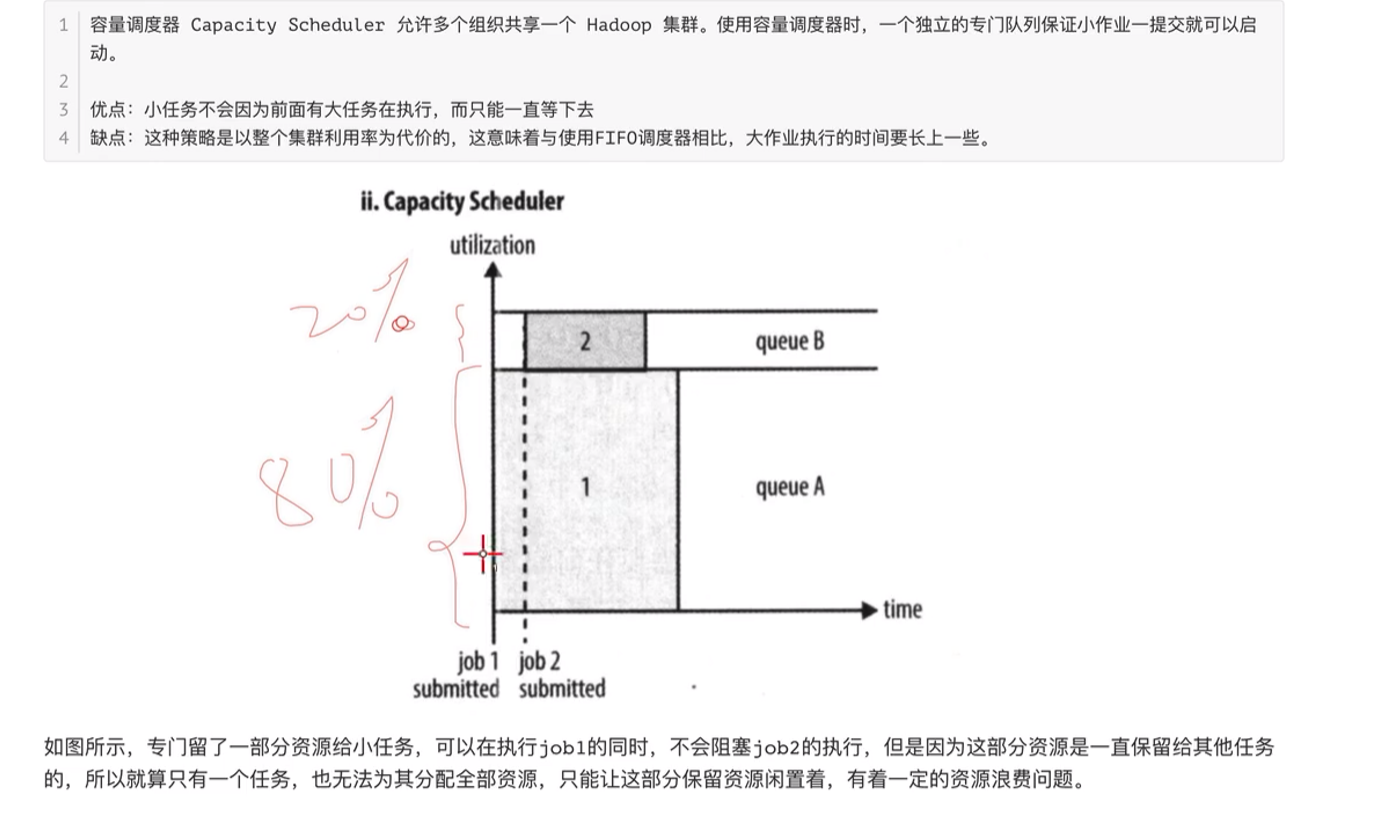 1 容量调度器 Capacity Scheduler 允许多个组织共享一个 Hadoop 集群。使用容量调度器时，一个独立的专门队列保证小作业一提交就可以启
动。
2
3 优点：小任务不会因为前面有大任务在执行，而只能一直等下去
4 缺点：这种策略是以整个集群利用率为代价的，这意味着与使用FIFO调度器相比，大作业执行的时间要长上一些。
ii. Capacity Scheduler
utilization
20%
2
queue B
80%
1
queue A
time
job 1 job 2
submitted submitted
如图所示，专门留了一部分资源给小任务，可以在执行job1的同时，不会阻塞job2的执行，但是因为这部分资源是一直保留给其他任务
的，所以就算只有一个任务，也无法为其分配全部资源，只能让这部分保留资源闲置着，有着一定的资源浪费问题。